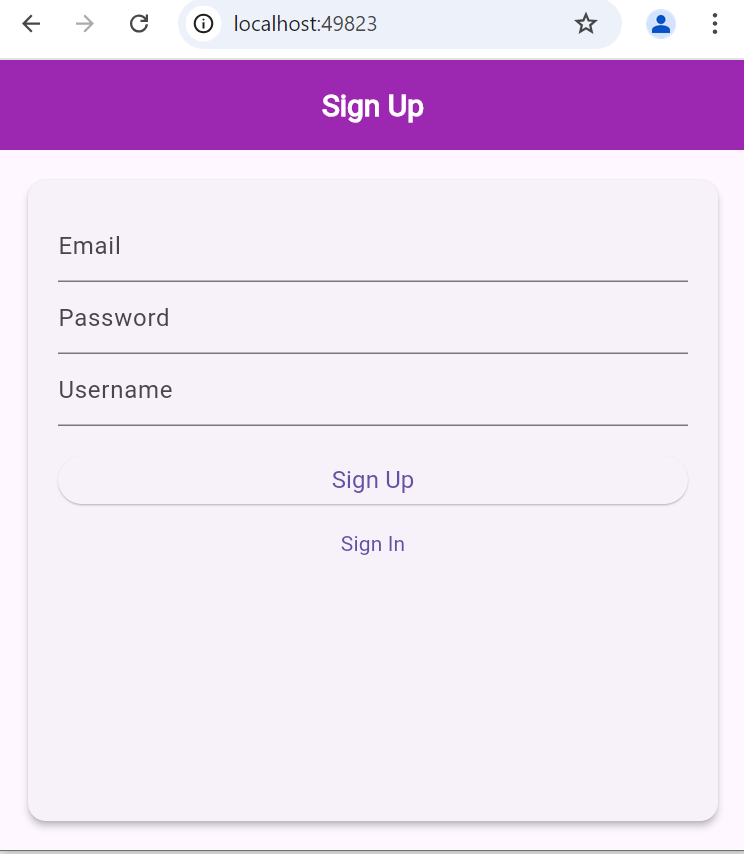 localhost:49823
Sign Up
Email
Password
Username
Sign Up
Sign In